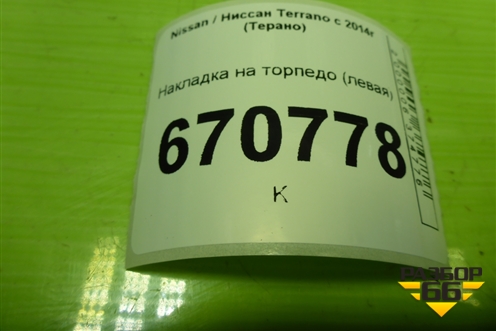 Nissan / Ниссан Terrano с 2014г
(Терано)
Накладка на торпедо (левая)
670778
К
РАЗБОР
66